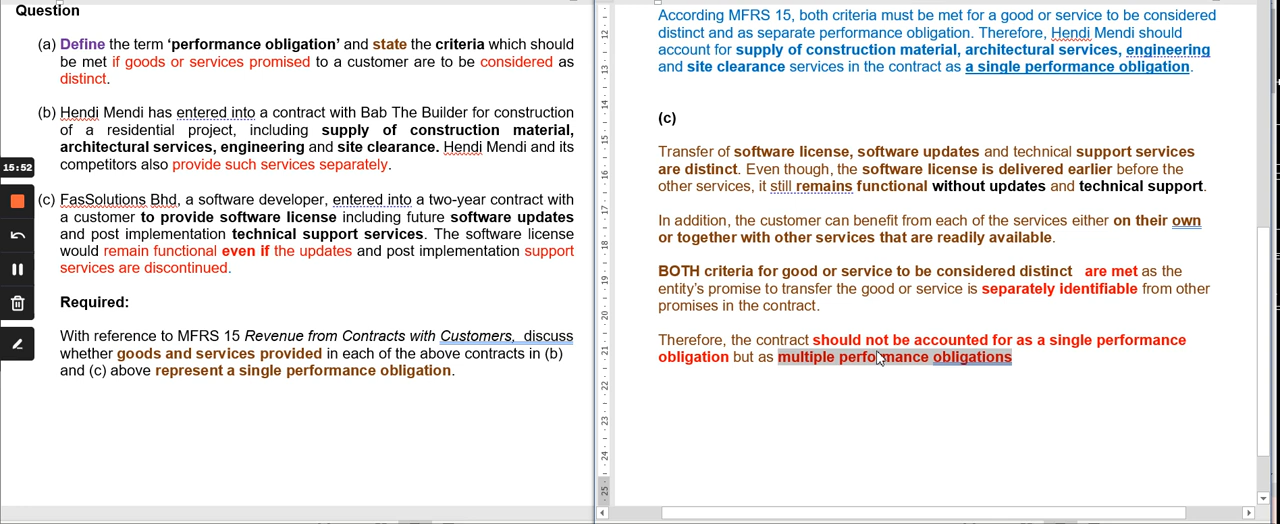 Question
(a) Define the term ‘performance obligation’ and state the criteria which should
be met if goods or services promised to a customer are to be considered as
distinct.
(b) Hendi Mendi has entered into a contract with Bab The Builder for construction
of a residential project, including supply of construction material,
architectural services, engineering and site clearance. Hendi Mendi and its
competitors also provide such services separately.
15:52
(c) FasSolutions Bhd, a software developer, entered into a two-year contract with
a customer to provide software license including future software updates
and post implementation technical support services. The software license
would remain functional even if the updates and post implementation support
services are discontinued.
Required:
With reference to MFRS 15 Revenue from Contracts with Customers, discuss
whether goods and services provided in each of the above contracts in (b)
and (c) above represent a single performance obligation.
12
13
14
15
16
17
18
19
20
21
22
23
24
25
According MFRS 15, both criteria must be met for a good or service to be considered
distinct and as separate performance obligation. Therefore, Hendi Mendi should
account for supply of construction material, architectural services, engineering
and site clearance services in the contract as a single performance obligation.
(c)
Transfer of software license, software updates and technical support services
are distinct. Even though, the software license is delivered earlier before the
other services, it still remains functional without updates and technical support.
In addition, the customer can benefit from each of the services either on their own
or together with other services that are readily available.
BOTH criteria for good or service to be considered distinct are met as the
entity’s promise to transfer the good or service is separately identifiable from other
promises in the contract.
Therefore, the contract should not be accounted for as a single performance
obligation but as multiple performance obligations